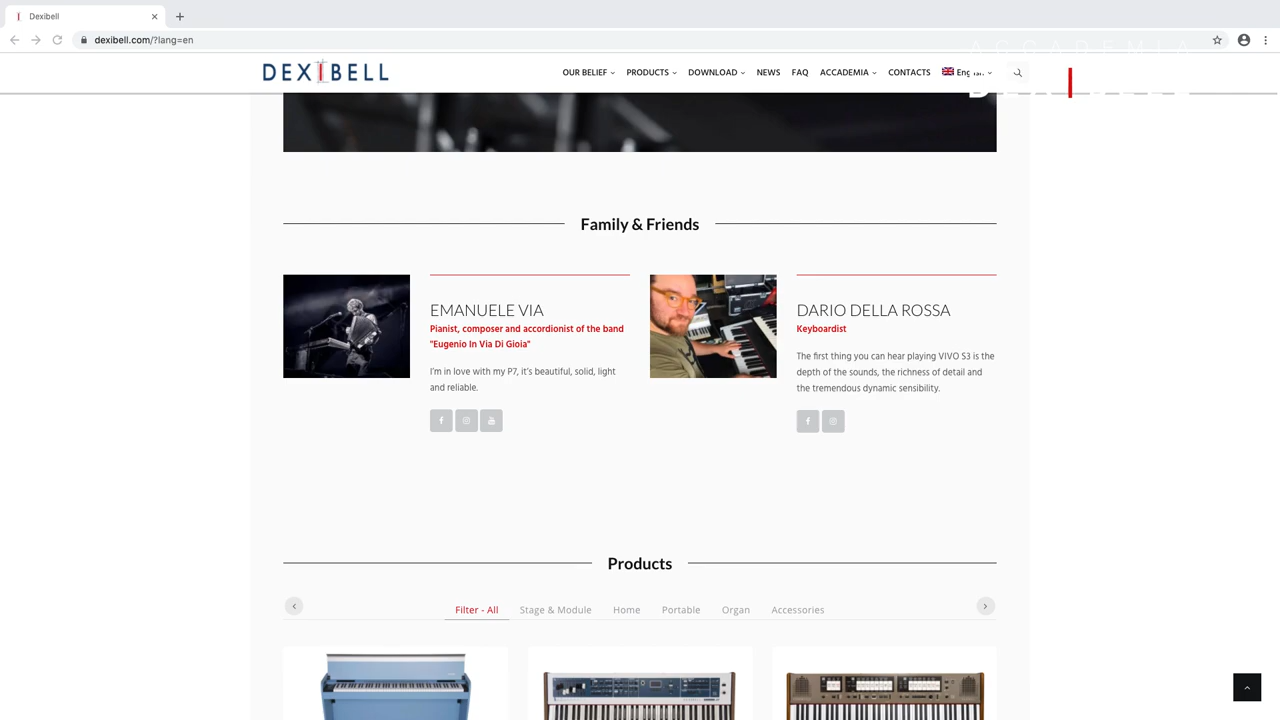 Dexibell
dexibell.com/?lang=en
ACCADEMIA
DEXIBELL
OUR BELIEF PRODUCTS DOWNLOAD NEWS FAQ ACCADEMIA CONTACTS English
Family & Friends
EMANUELE VIA
Pianist, composer and accordionist of the band
"Eugenio In Via Di Gioia"
I'm in love with my P7, it's beautiful, solid, light
and reliable.
DARIO DELLA ROSSA
Keyboardist
The first thing you can hear playing VIVO S3 is the
depth of the sounds, the richness of detail and
the tremendous dynamic sensibility.
Products
Filter - All Stage & Module Home Portable Organ Accessories